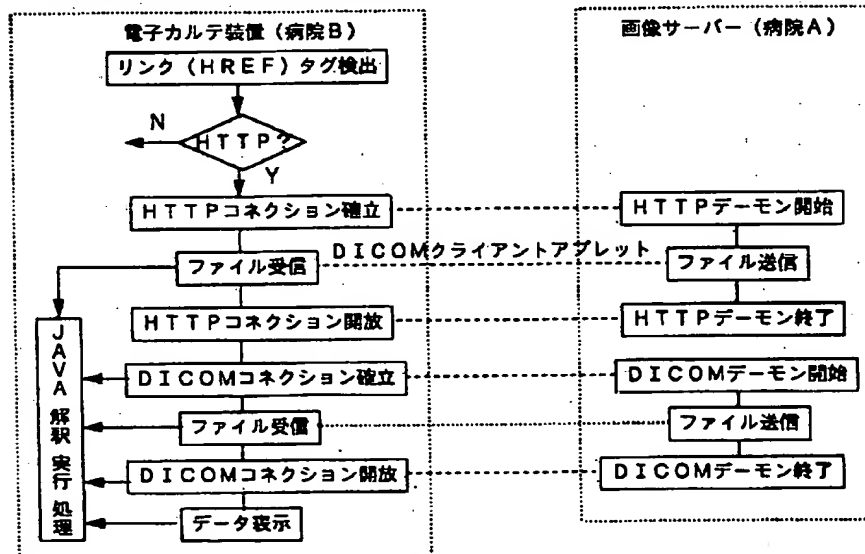 電子カルテ装置（病院B）
画像サーバー（病院A）
リンク（HREF）タグ検出
HTTP?
N
Y
HTTPコネクション確立
HTTPデーモン開始
DICOMクライアントアプレット
ファイル受信
ファイル送信
HTTPコネクション開放
HTTPデーモン終了
JAVA解釈実行処理
DICOMコネクション確立
DICOMデーモン開始
ファイル受信
ファイル送信
DICOMコネクション開放
DICOMデーモン終了
データ表示